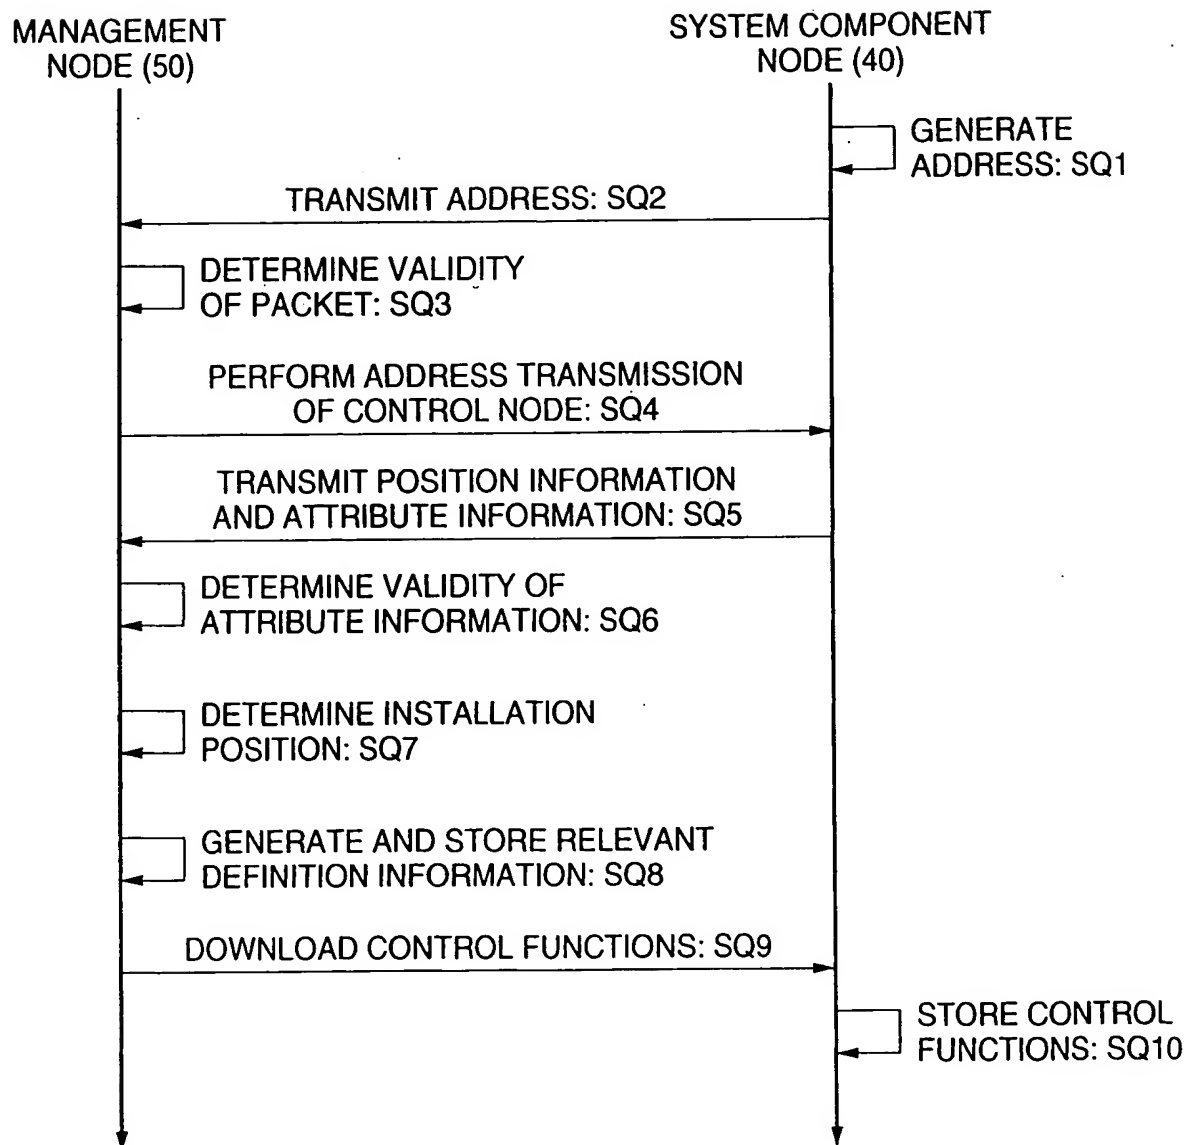 MANAGEMENT
NODE (50)
SYSTEM COMPONENT
NODE (40)
GENERATE
ADDRESS: SQ1
TRANSMIT ADDRESS: SQ2
DETERMINE VALIDITY
OF PACKET: SQ3
PERFORM ADDRESS TRANSMISSION
OF CONTROL NODE: SQ4
TRANSMIT POSITION INFORMATION
AND ATTRIBUTE INFORMATION: SQ5
DETERMINE VALIDITY OF
ATTRIBUTE INFORMATION: SQ6
DETERMINE INSTALLATION
POSITION: SQ7
GENERATE AND STORE RELEVANT
DEFINITION INFORMATION: SQ8
DOWNLOAD CONTROL FUNCTIONS: SQ9
STORE CONTROL
FUNCTIONS: SQ10